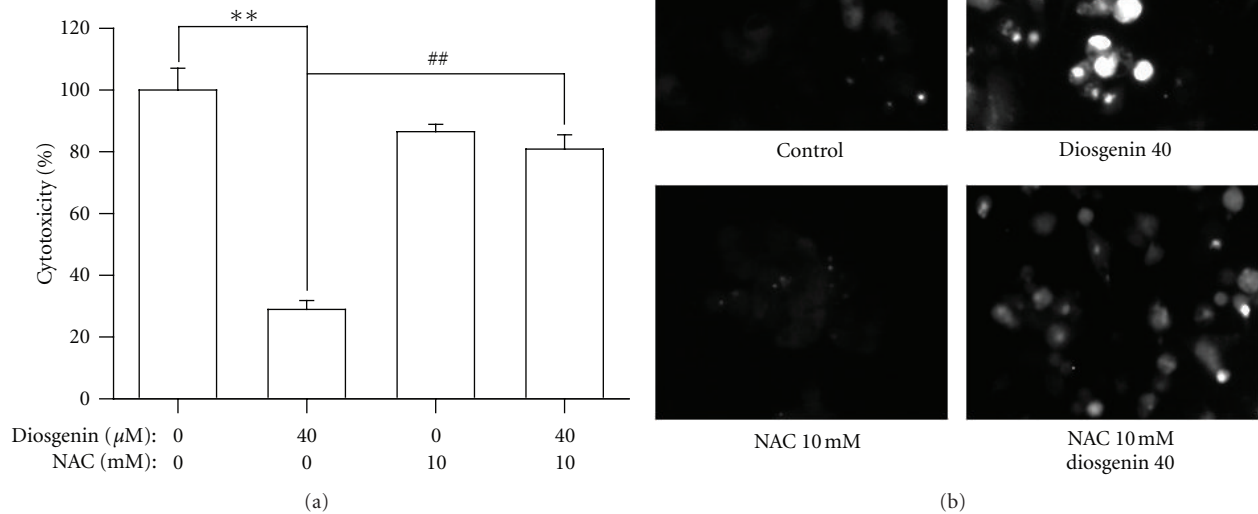 120
100
80
60
40
20
0
Cytotoxicity (%)
**
##
Diosgenin (μM): 0 40 0 40
NAC (mM): 0 0 10 10
(a)
Control
Diosgenin 40
NAC 10 mM
NAC 10 mM
diosgenin 40
(b)